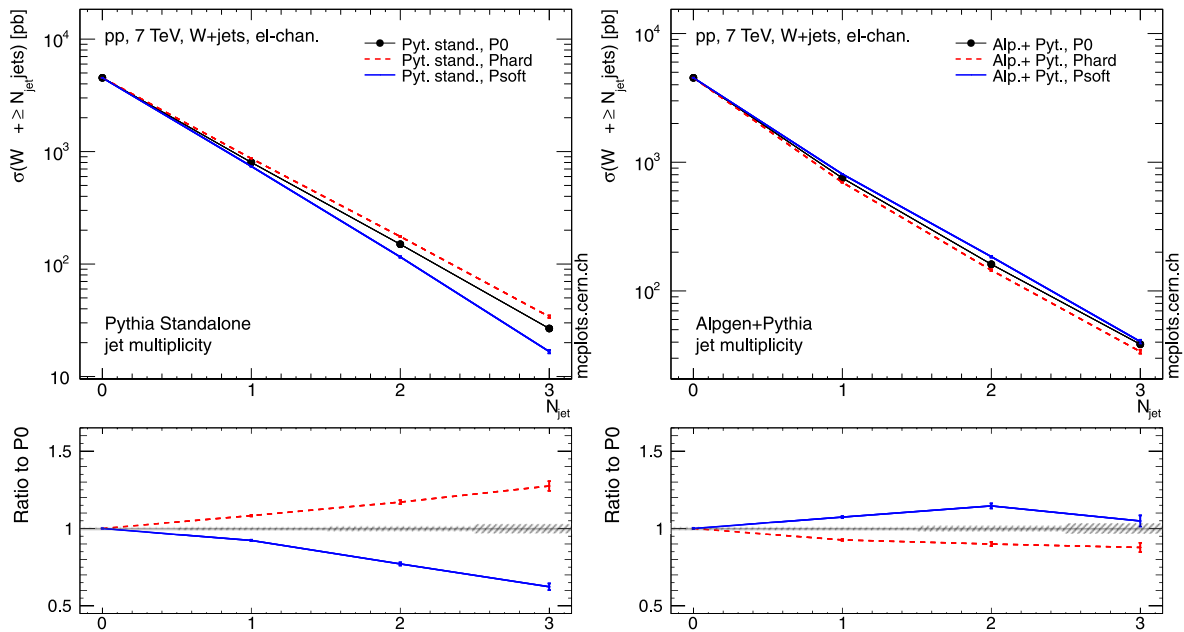 pp, 7 TeV, W+jets, el-chan.
Pyt. stand., P0
Pyt. stand., Phard
Pyt. stand., Psoft
σ(W + ≥ N_jet jets) [pb]
10^4
10^3
10^2
10
Pythia Standalone
jet multiplicity
mcplots.cern.ch
0 1 2 3
N_jet
Ratio to P0
1.5
1
0.5
0 1 2 3
pp, 7 TeV, W+jets, el-chan.
Alp.+ Pyt., P0
Alp.+ Pyt., Phard
Alp.+ Pyt., Psoft
σ(W + ≥ N_jet jets) [pb]
10^4
10^3
10^2
Alpgen+Pythia
jet multiplicity
mcplots.cern.ch
0 1 2 3
N_jet
Ratio to P0
1.5
1
0.5
0 1 2 3